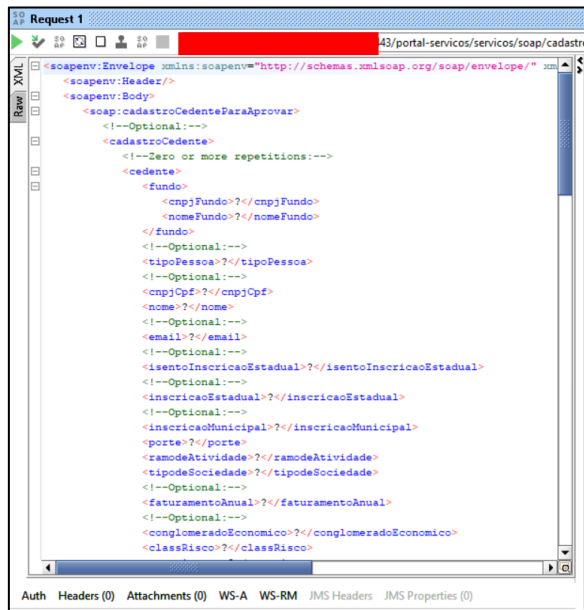 SOAP Request 1
43/portal-servicos/servicos/soap/cadastr
XML
Raw
<soapenv:Envelope xmlns:soapenv="http://schemas.xmlsoap.org/soap/envelope/" xm
<soapenv:Header/>
<soapenv:Body>
<soap:cadastroCedenteParaAprovar>
<!--Optional:-->
<cadastroCedente>
<!--Zero or more repetitions:-->
<cedente>
<fundo>
<cnpjFundo>?</cnpjFundo>
<nomeFundo>?</nomeFundo>
</fundo>
<!--Optional:-->
<tipoPessoa>?</tipoPessoa>
<!--Optional:-->
<cnpjCpf>?</cnpjCpf>
<nome>?</nome>
<!--Optional:-->
<email>?</email>
<!--Optional:-->
<isentoInscricaoEstadual>?</isentoInscricaoEstadual>
<!--Optional:-->
<inscricaoEstadual>?</inscricaoEstadual>
<!--Optional:-->
<inscricaoMunicipal>?</inscricaoMunicipal>
<porte>?</porte>
<ramodeAtividade>?</ramodeAtividade>
<tipodeSociedade>?</tipodeSociedade>
<!--Optional:-->
<faturamentoAnual>?</faturamentoAnual>
<!--Optional:-->
<conglomeradoEconomico>?</conglomeradoEconomico>
<classRisco>?</classRisco>
Auth Headers (0) Attachments (0) WS-A WS-RM JMS Headers JMS Properties (0)